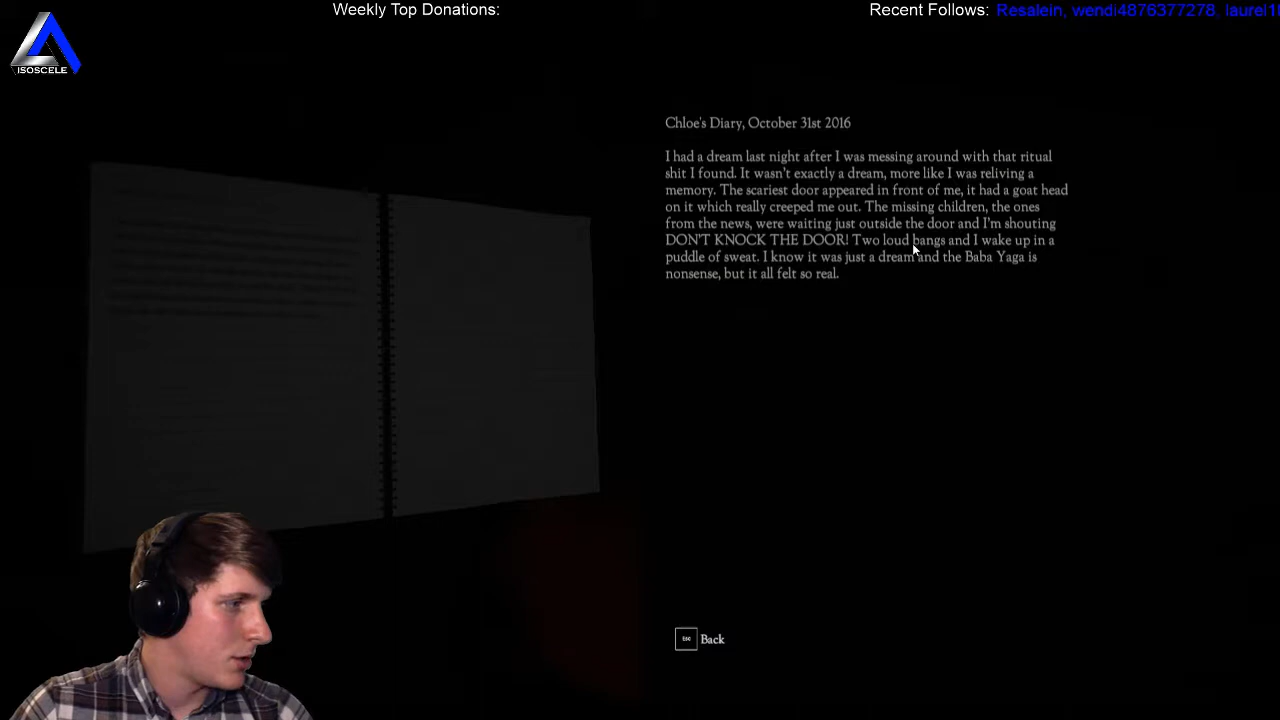 Weekly Top Donations:
Recent Follows: Resalein, wendi4876377278,
ISOSCELE
Chloe's Diary, October 31st 2016
I had a dream last night after I was messing around with that ritual
shit I found. It wasn't exactly a dream, more like I was reliving a
memory. The scariest door appeared in front of me, it had a goat head
on it which really creeped me out. The missing children, the ones
from the news, were waiting just outside the door and I'm shouting
DON'T KNOCK THE DOOR! Two loud bangs and I wake up in a
puddle of sweat. I know it was just a dream and the Baba Yaga is
nonsense, but it all felt so real.
Esc Back